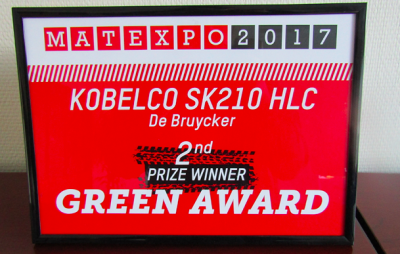 MATEXPO2017
KOBELCO SK210 HLC
De Bruycker
2nd
PRIZE WINNER
GREEN AWARD